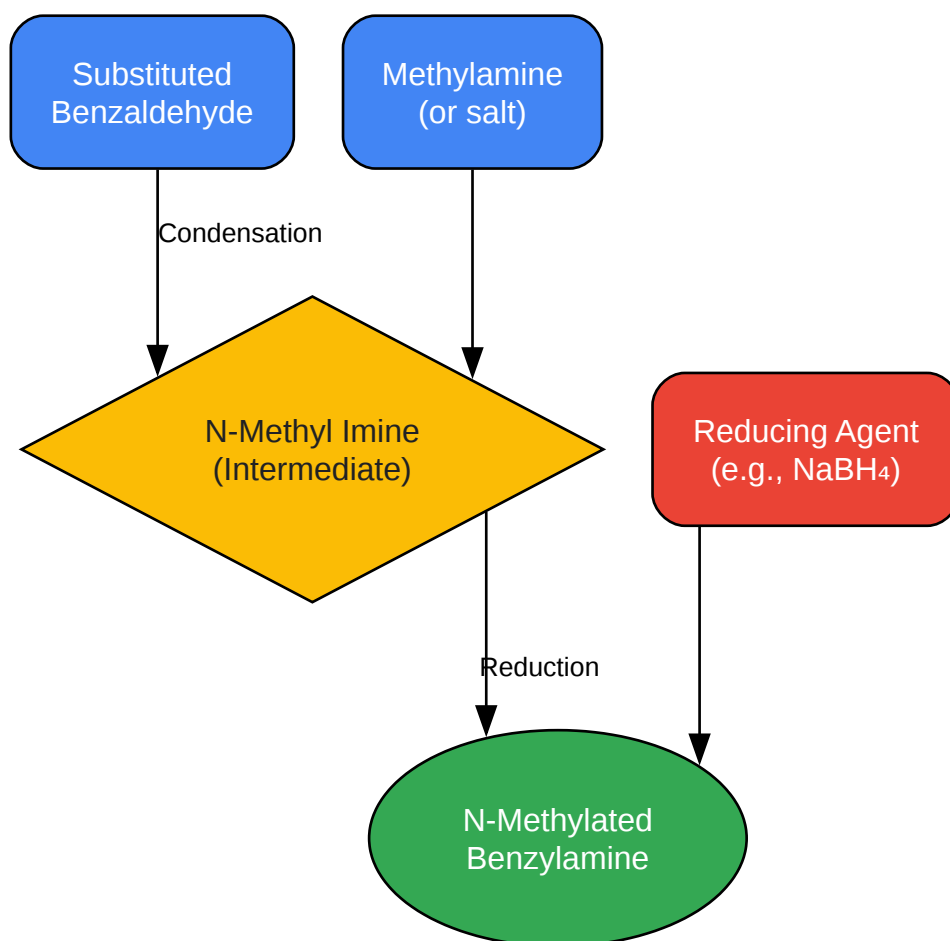 Substituted
Benzaldehyde
Methylamine
(or salt)
Condensation
N-Methyl Imine
(Intermediate)
Reducing Agent
(e.g., NaBH₄)
Reduction
N-Methylated
Benzylamine